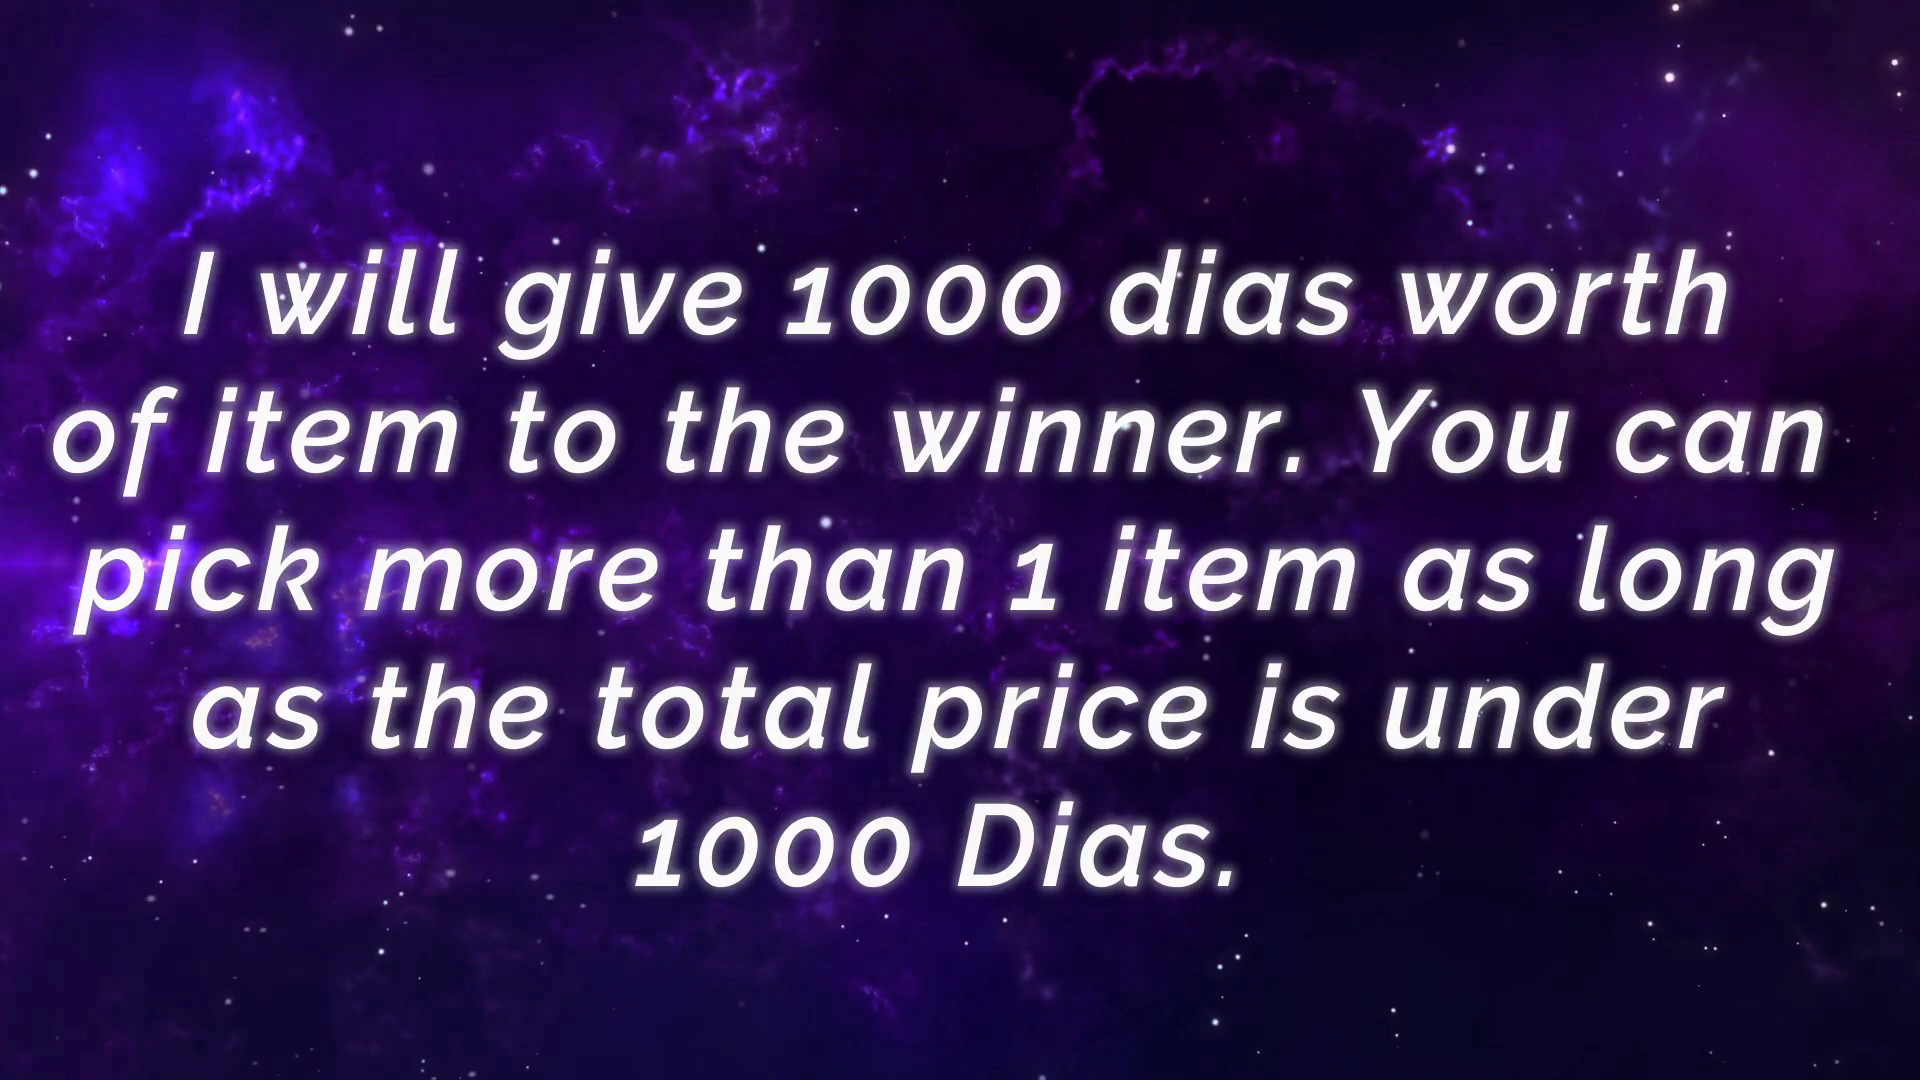 I will give 1000 dias worth
of item to the winner. You can
pick more than 1 item as long
as the total price is under
1000 Dias.